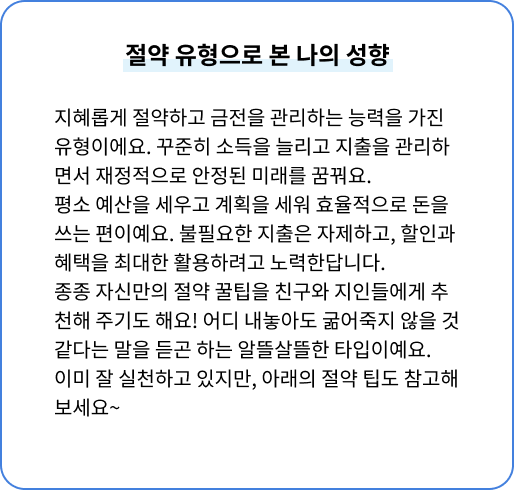 절약 유형으로 본 나의 성향
지혜롭게 절약하고 금전을 관리하는 능력을 가진
유형이에요. 꾸준히 소득을 늘리고 지출을 관리하
면서 재정적으로 안정된 미래를 꿈꿔요.
평소 예산을 세우고 계획을 세워 효율적으로 돈을
쓰는 편이예요. 불필요한 지출은 자제하고, 할인과
혜택을 최대한 활용하려고 노력한답니다.
종종 자신만의 절약 꿀팁을 친구와 지인들에게 추
천해 주기도 해요! 어디 내놓아도 굶어죽지 않을 것
같다는 말을 듣곤 하는 알뜰살뜰한 타입이예요.
이미 잘 실천하고 있지만, 아래의 절약 팁도 참고해
보세요~